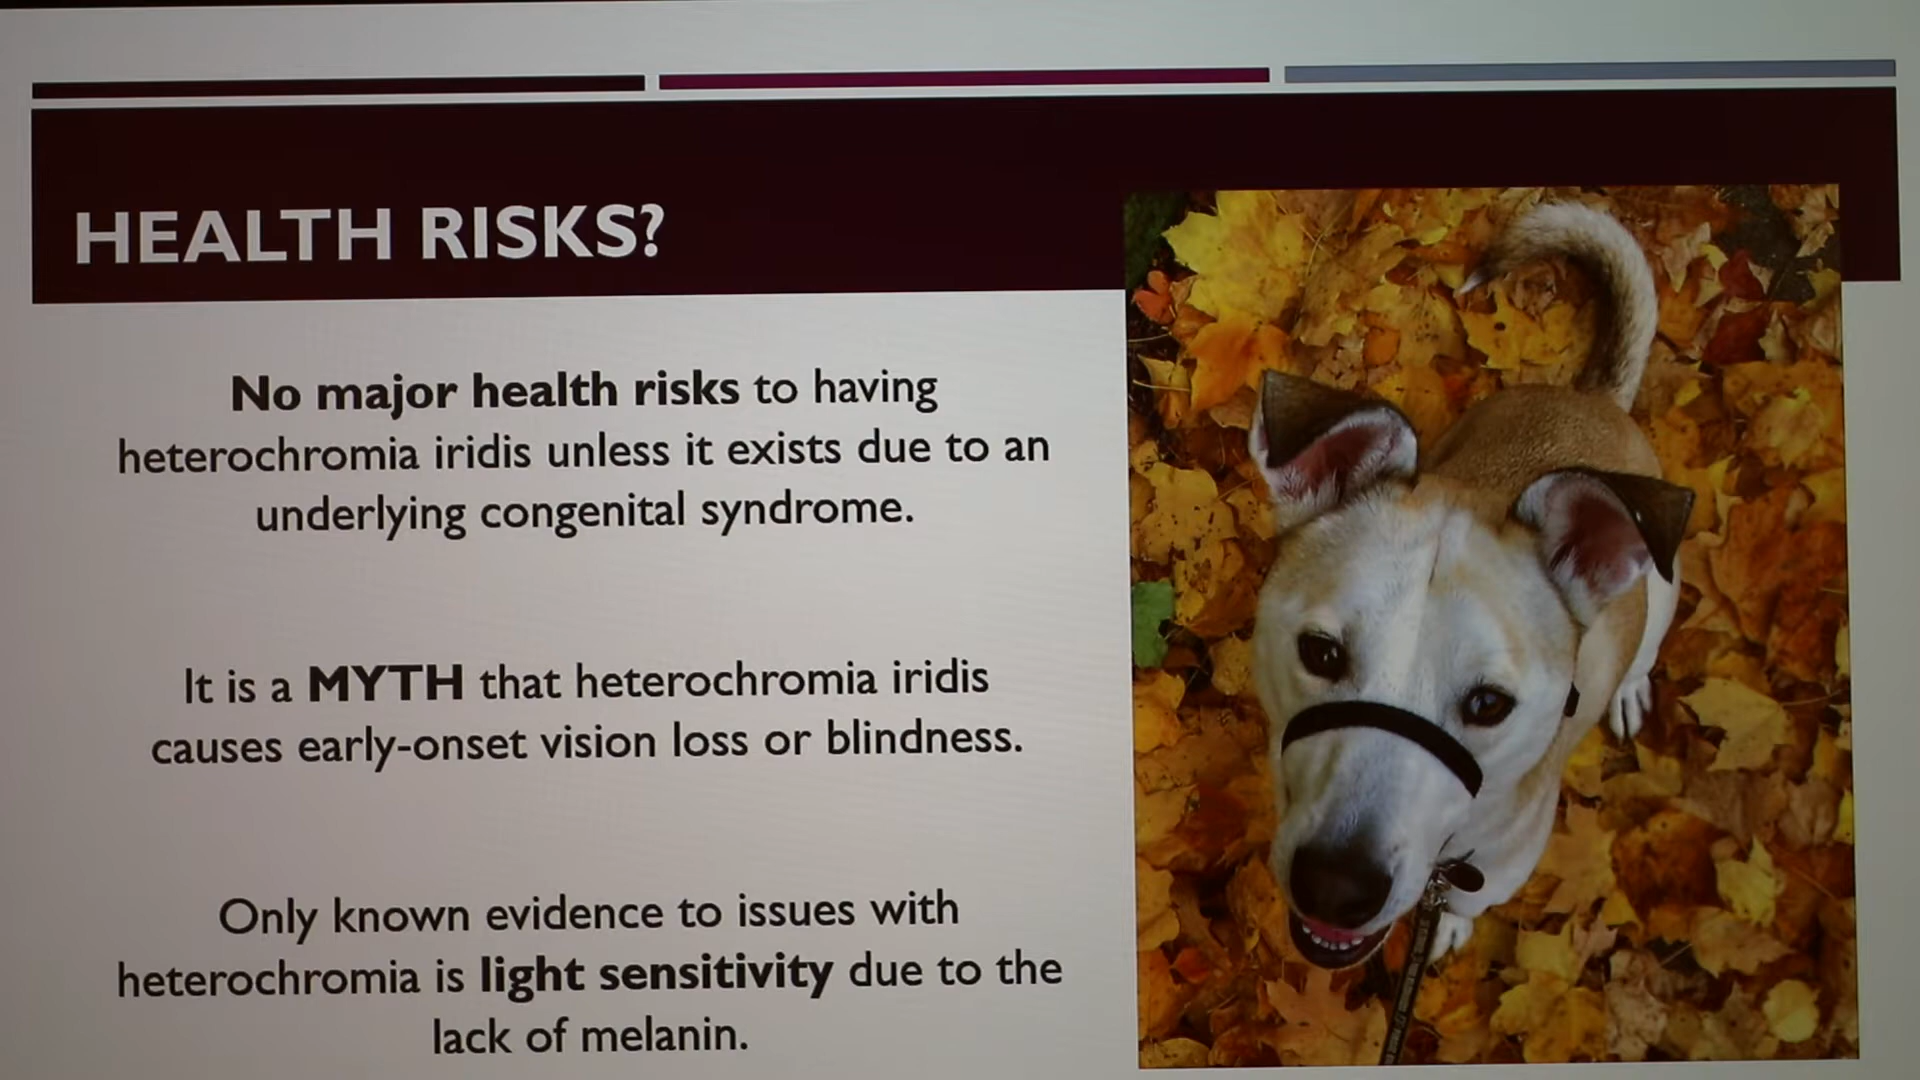 HEALTH RISKS?
No major health risks to having
heterochromia iridis unless it exists due to an
underlying congenital syndrome.
It is a MYTH that heterochromia iridis
causes early-onset vision loss or blindness.
Only known evidence to issues with
heterochromia is light sensitivity due to the
lack of melanin.